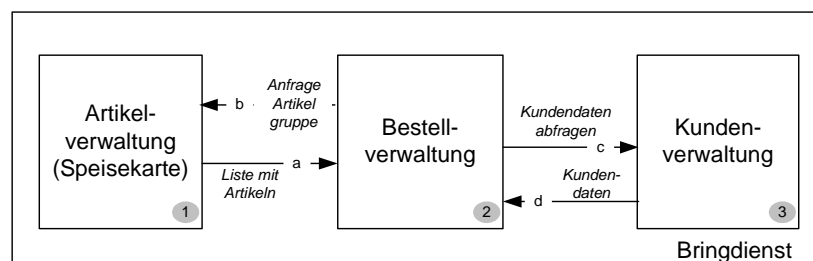 Artikel-
verwaltung
(Speisekarte)
1
b
Anfrage
Artikel
gruppe
a
Liste mit
Artikeln
Bestell-
verwaltung
2
Kundendaten
abfragen
c
d
Kunden-
daten
Kunden-
verwaltung
3
Bringdienst